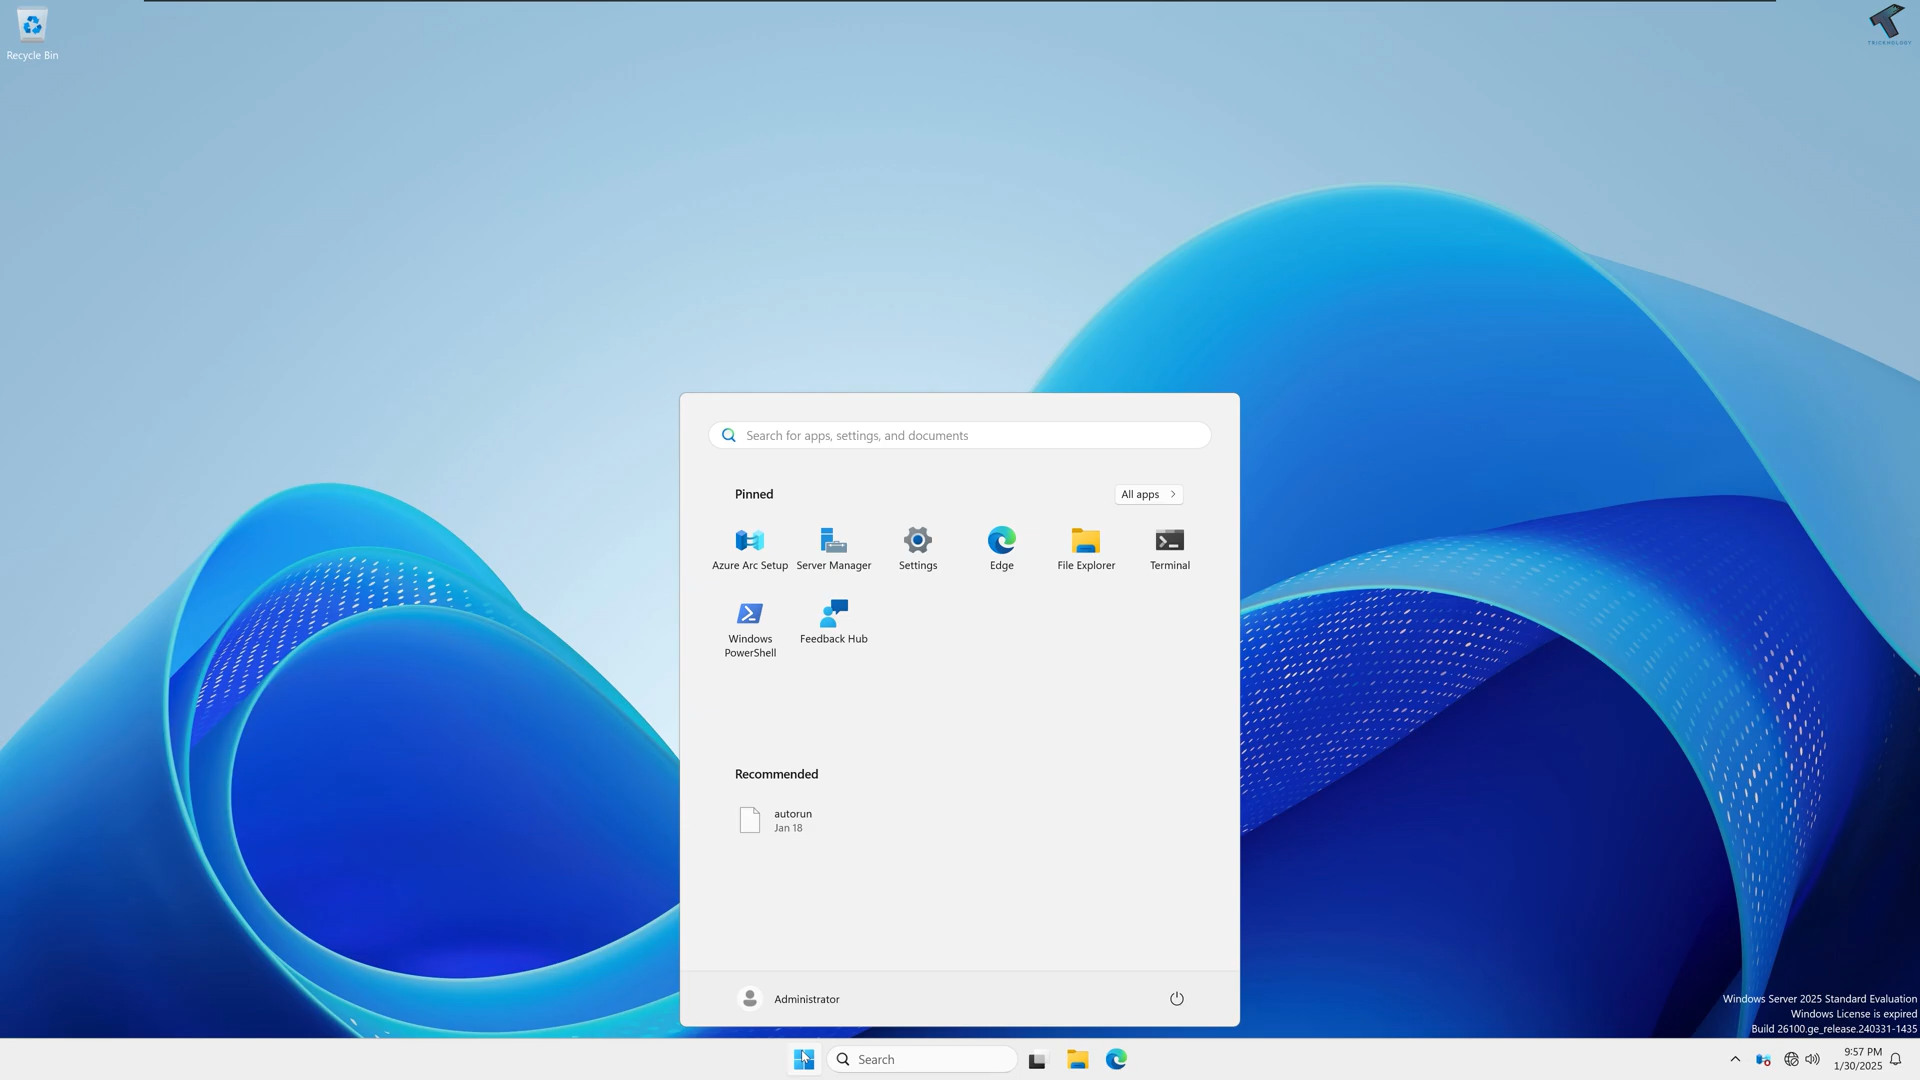 Recycle Bin
TRICKNOLOGY
Search for apps, settings, and documents
Pinned
All apps
Azure Arc Setup
Server Manager
Settings
Edge
File Explorer
Terminal
Windows
PowerShell
Feedback Hub
Recommended
autorun
Jan 18
Administrator
Windows Server 2025 Standard Evaluation
Windows License is expired
Build 26100.ge_release.240331-1435
Search
9:57 PM
1/30/2025